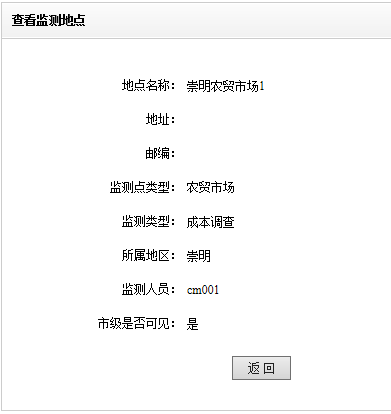 查看监测地点
地点名称： 崇明农贸市场1
地址：
邮编：
监测点类型： 农贸市场
监测类型： 成本调查
所属地区： 崇明
监测人员： cm001
市级是否可见： 是
返 回